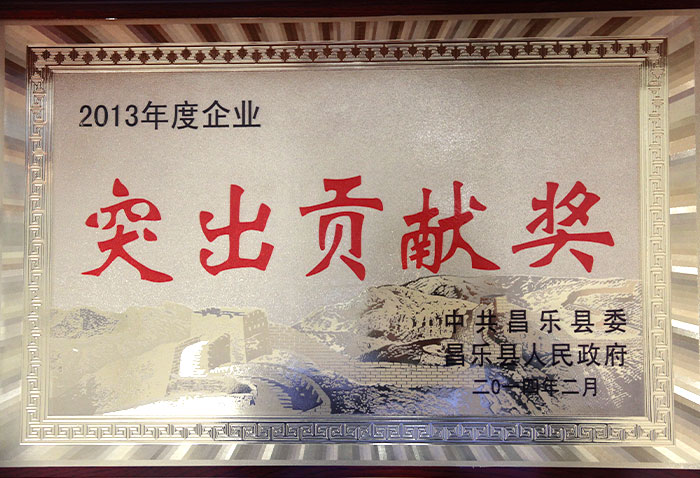 2013年度企业
突出贡献奖
中共昌乐县委
昌乐县人民政府
二〇一四年二月